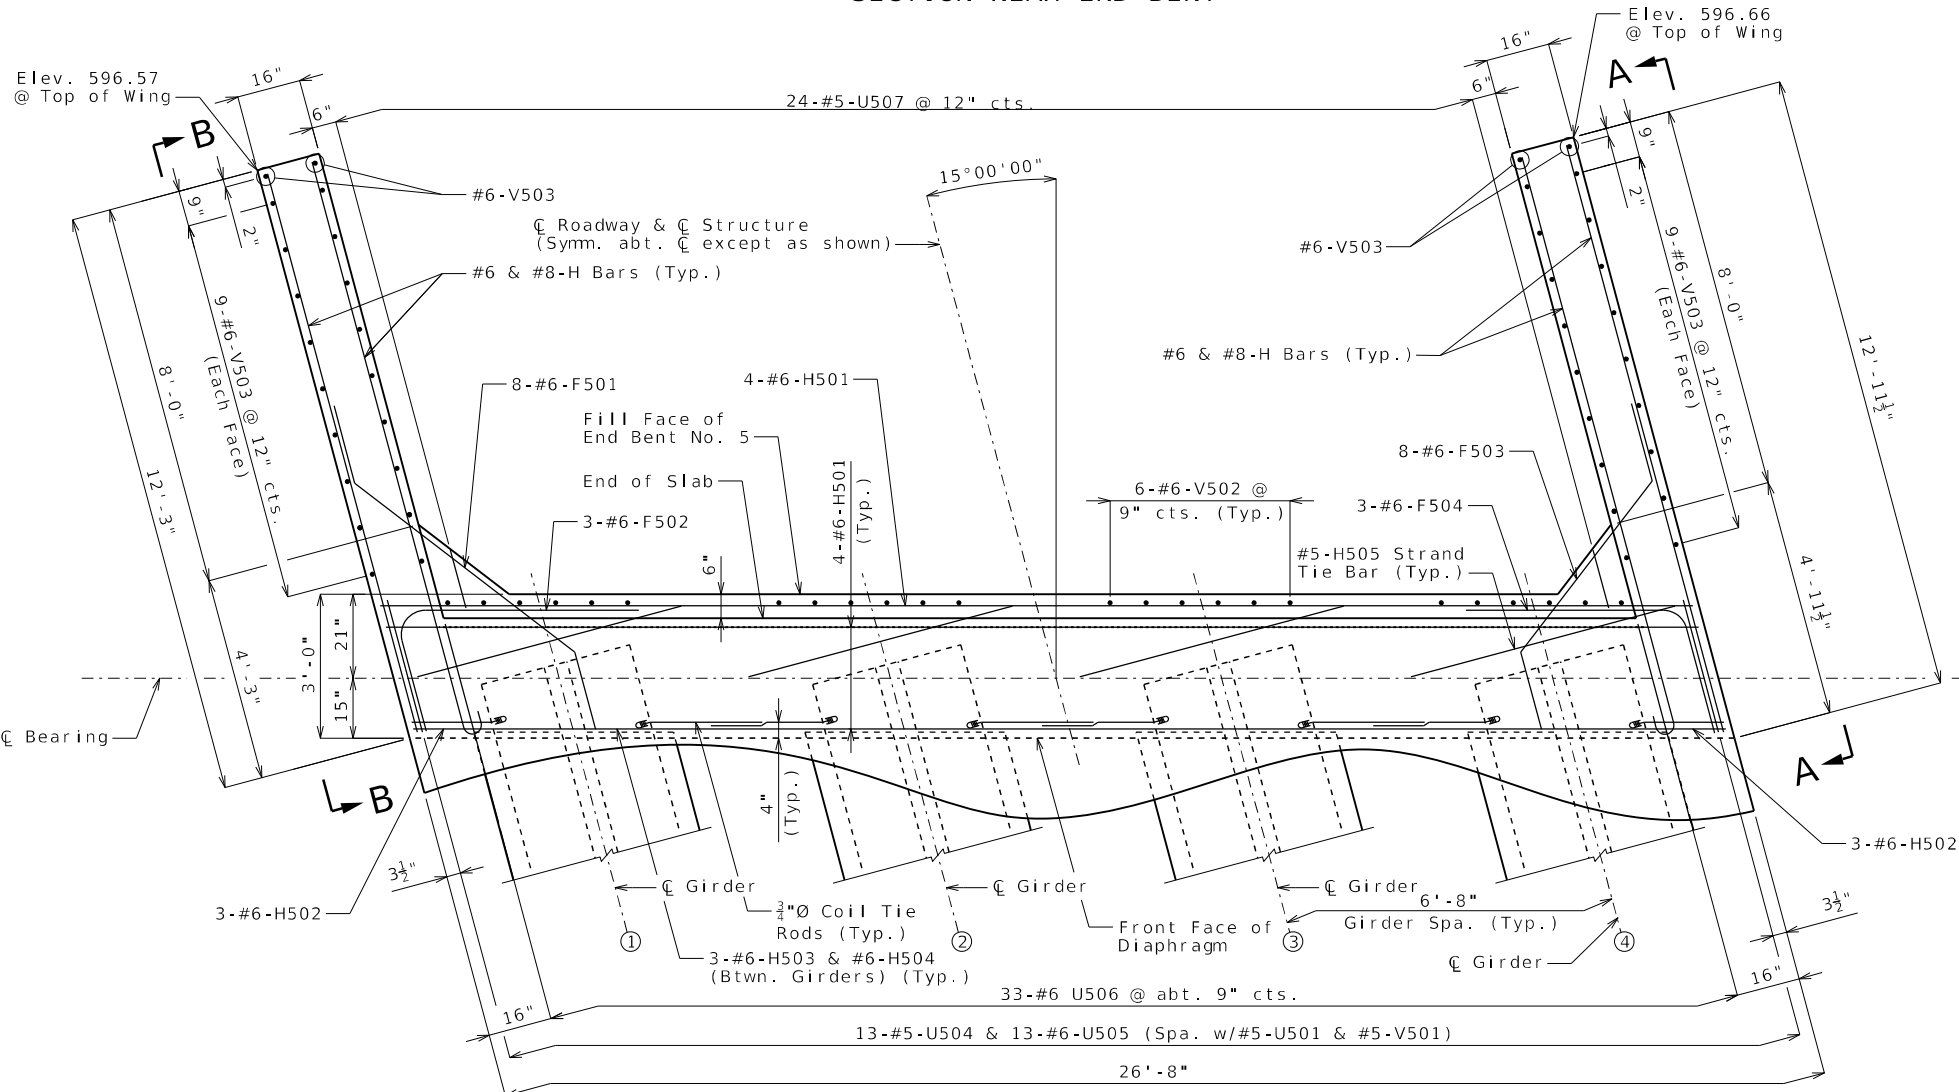 Elev. 596.66
@ Top of Wing
16"
6"
A
Elev. 596.57
@ Top of Wing
16"
6"
24-#5-U507 @ 12" cts.
B
9"
2"
15°00'00"
#6-V503
℄ Roadway & ℄ Structure
(Symm. abt. ℄ except as shown)
#6 & #8-H Bars (Typ.)
9"
2"
#6-V503
9-#6-V503 @ 12" cts.
(Each Face)
8'-0"
12'-3"
9-#6-V503 @ 12" cts.
(Each Face)
8'-0"
12'-11½"
#6 & #8-H Bars (Typ.)
8-#6-F501
4-#6-H501
Fill Face of
End Bent No. 5
End of Slab
3-#6-F502
4-#6-H501
(Typ.)
6"
6-#6-V502 @
9" cts. (Typ.)
8-#6-F503
3-#6-F504
#5-H505 Strand
Tie Bar (Typ.)
4'-11½"
3'-0"
21"
15"
4'-3"
℄ Bearing
B
4"
(Typ.)
A
3½"
3-#6-H502
℄ Girder
℄ Girder
℄ Girder
6'-8"
Girder Spa. (Typ.)
3-#6-H502
3½"
¾"Ø Coil Tie
Rods (Typ.)
Front Face of
Diaphragm
1
2
3
4
3-#6-H503 & #6-H504
(Btwn. Girders) (Typ.)
℄ Girder
16"
33-#6 U506 @ abt. 9" cts.
16"
13-#5-U504 & 13-#6-U505 (Spa. w/#5-U501 & #5-V501)
26'-8"